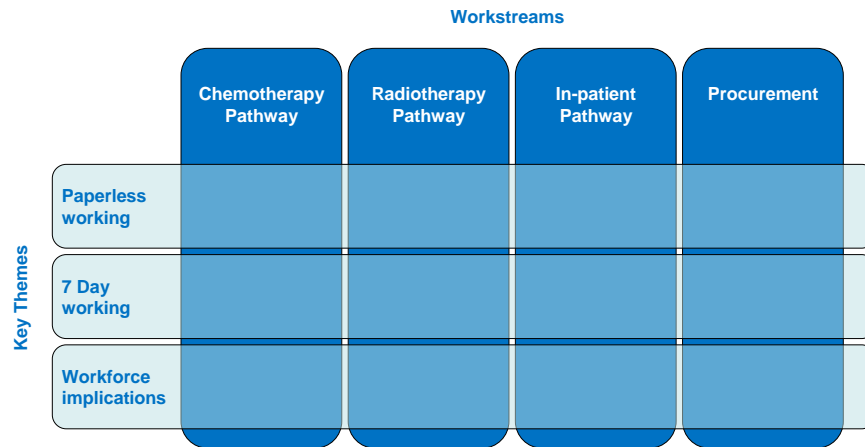 Workstreams
Chemotherapy
Pathway
Radiotherapy
Pathway
In-patient
Pathway
Procurement
Key Themes
Paperless
working
7 Day
working
Workforce
implications